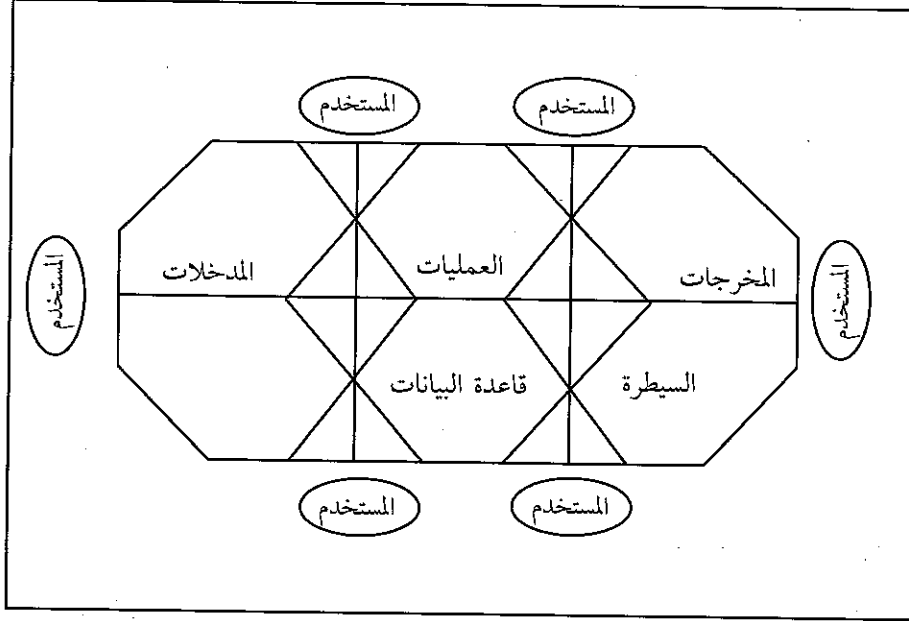 المستخدم
المستخدم
المخرجات
العمليات
المدخلات
المستخدم
المستخدم
السيطرة
قاعدة البيانات
المستخدم
المستخدم